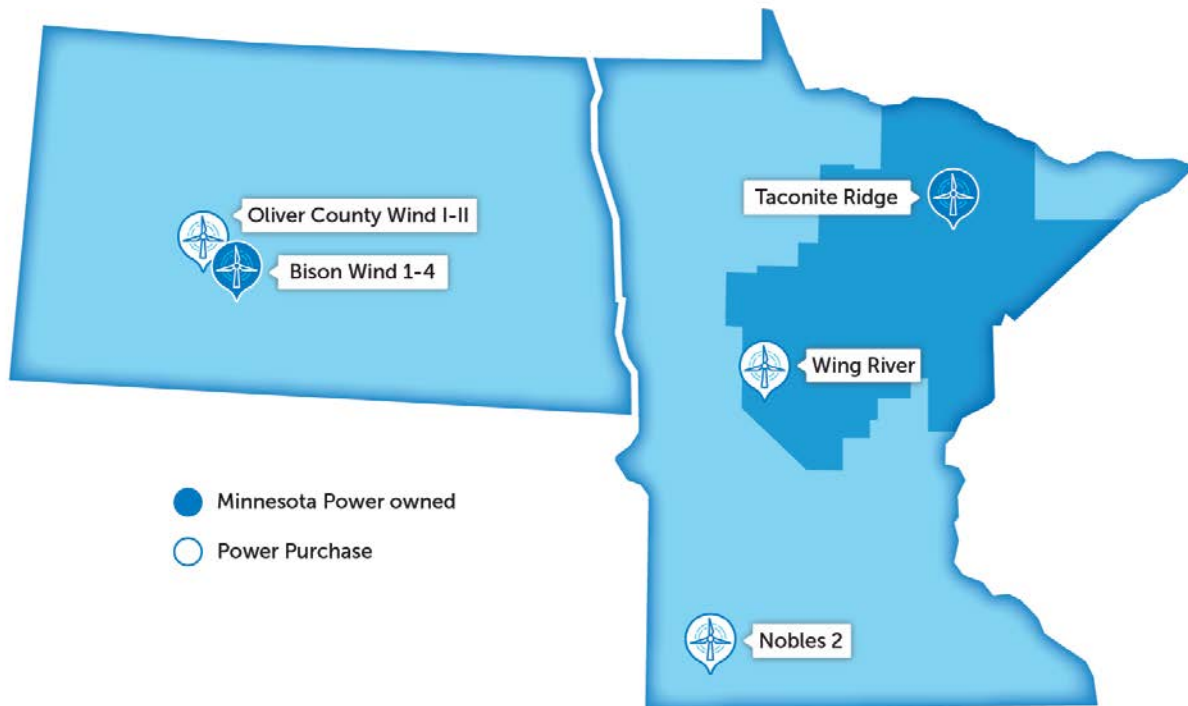 Oliver County Wind I-II
Bison Wind 1-4
Taconite Ridge
Wing River
Minnesota Power owned
Power Purchase
Nobles 2